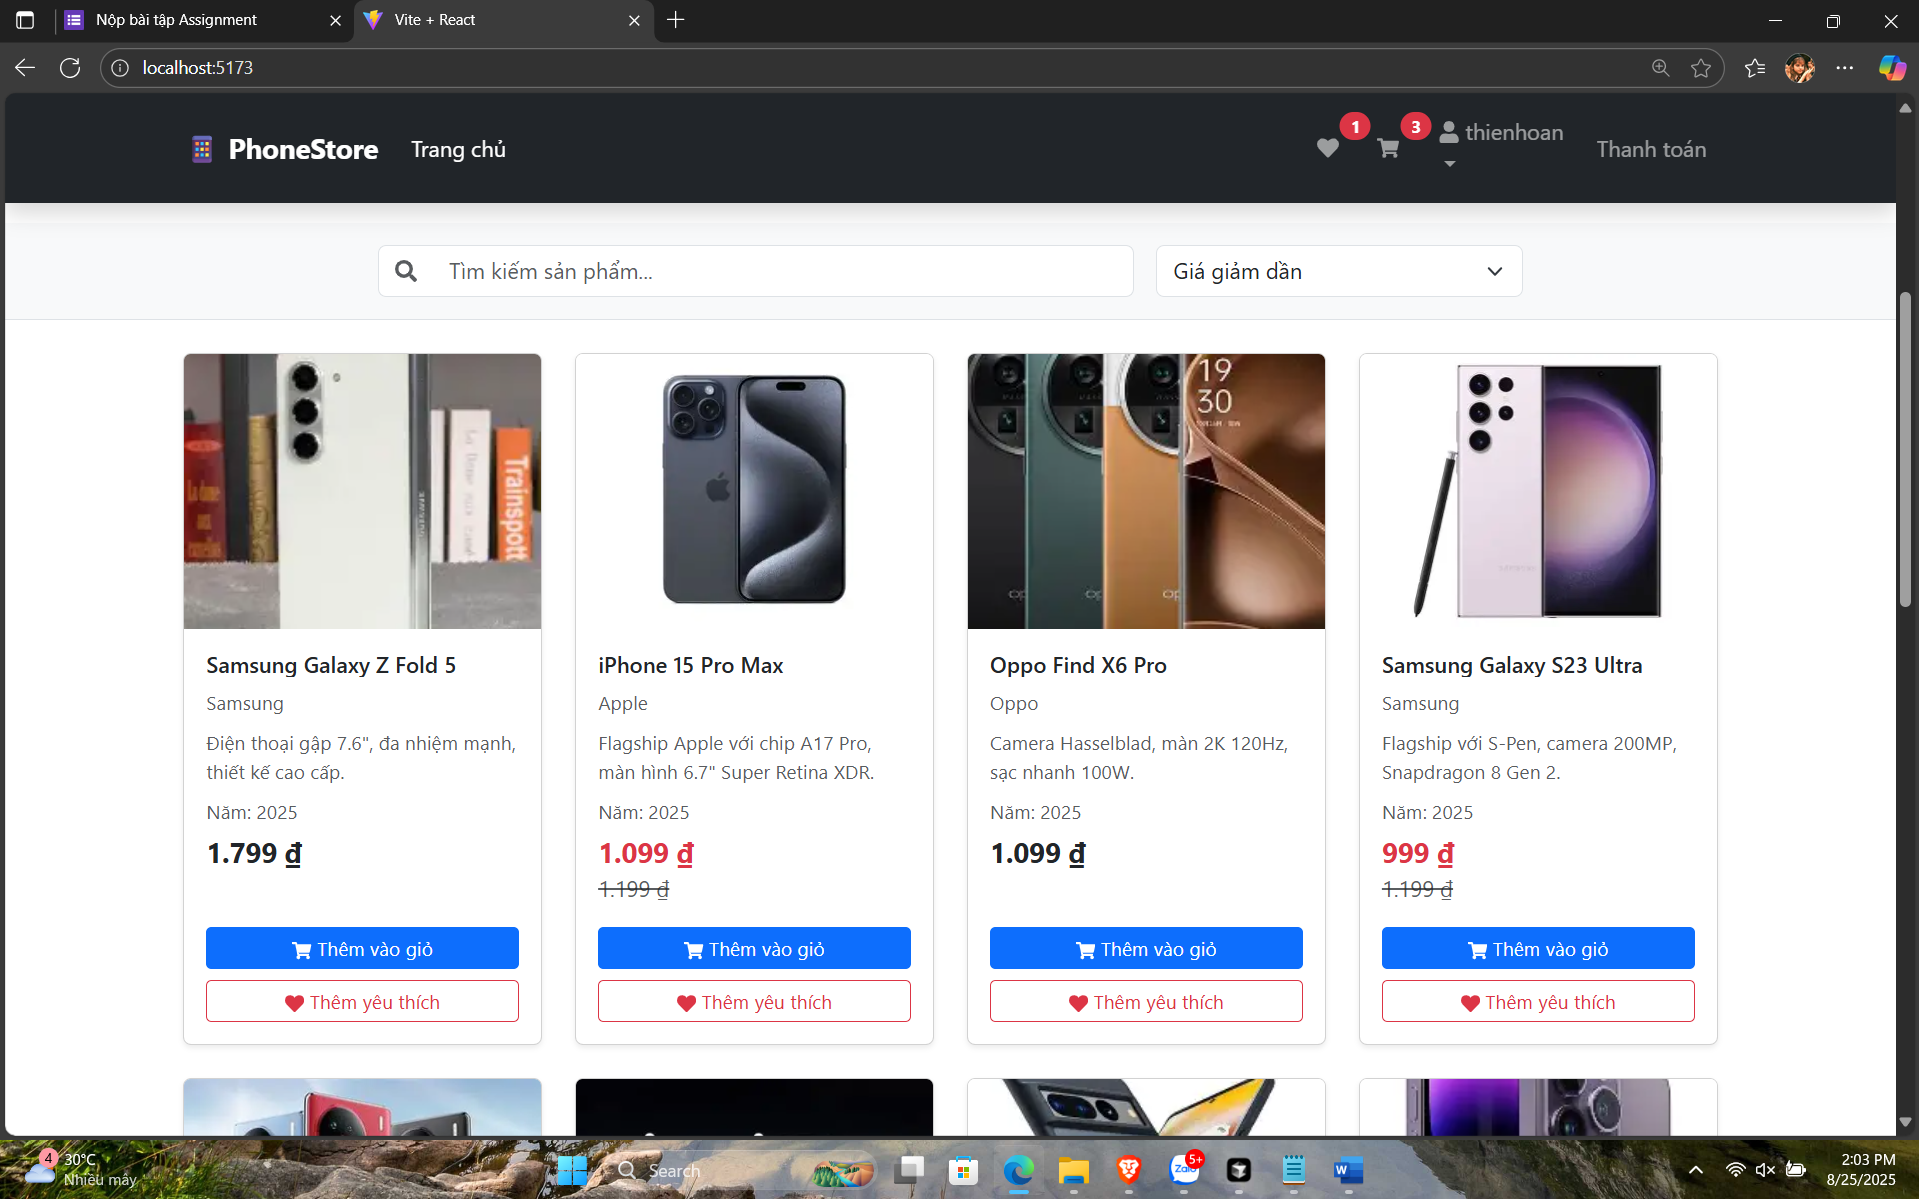 Nộp bài tập Assignment
Vite + React
localhost:5173
PhoneStore
Trang chủ
1
3
thienhoan
Thanh toán
Tìm kiếm sản phẩm...
Giá giảm dần
Trainspott
19
30
SAMSUNG
Samsung Galaxy Z Fold 5
Samsung
Điện thoại gập 7.6", đa nhiệm mạnh,
thiết kế cao cấp.
Năm: 2025
1.799 ₫
Thêm vào giỏ
Thêm yêu thích
iPhone 15 Pro Max
Apple
Flagship Apple với chip A17 Pro,
màn hình 6.7" Super Retina XDR.
Năm: 2025
1.099 ₫
1.199 ₫
Thêm vào giỏ
Thêm yêu thích
Oppo Find X6 Pro
Oppo
Camera Hasselblad, màn 2K 120Hz,
sạc nhanh 100W.
Năm: 2025
1.099 ₫
Thêm vào giỏ
Thêm yêu thích
Samsung Galaxy S23 Ultra
Samsung
Flagship với S-Pen, camera 200MP,
Snapdragon 8 Gen 2.
Năm: 2025
999 ₫
1.199 ₫
Thêm vào giỏ
Thêm yêu thích
4
30°C
Nhiều mây
Search
Zalo
5+
W
2:03 PM
8/25/2025